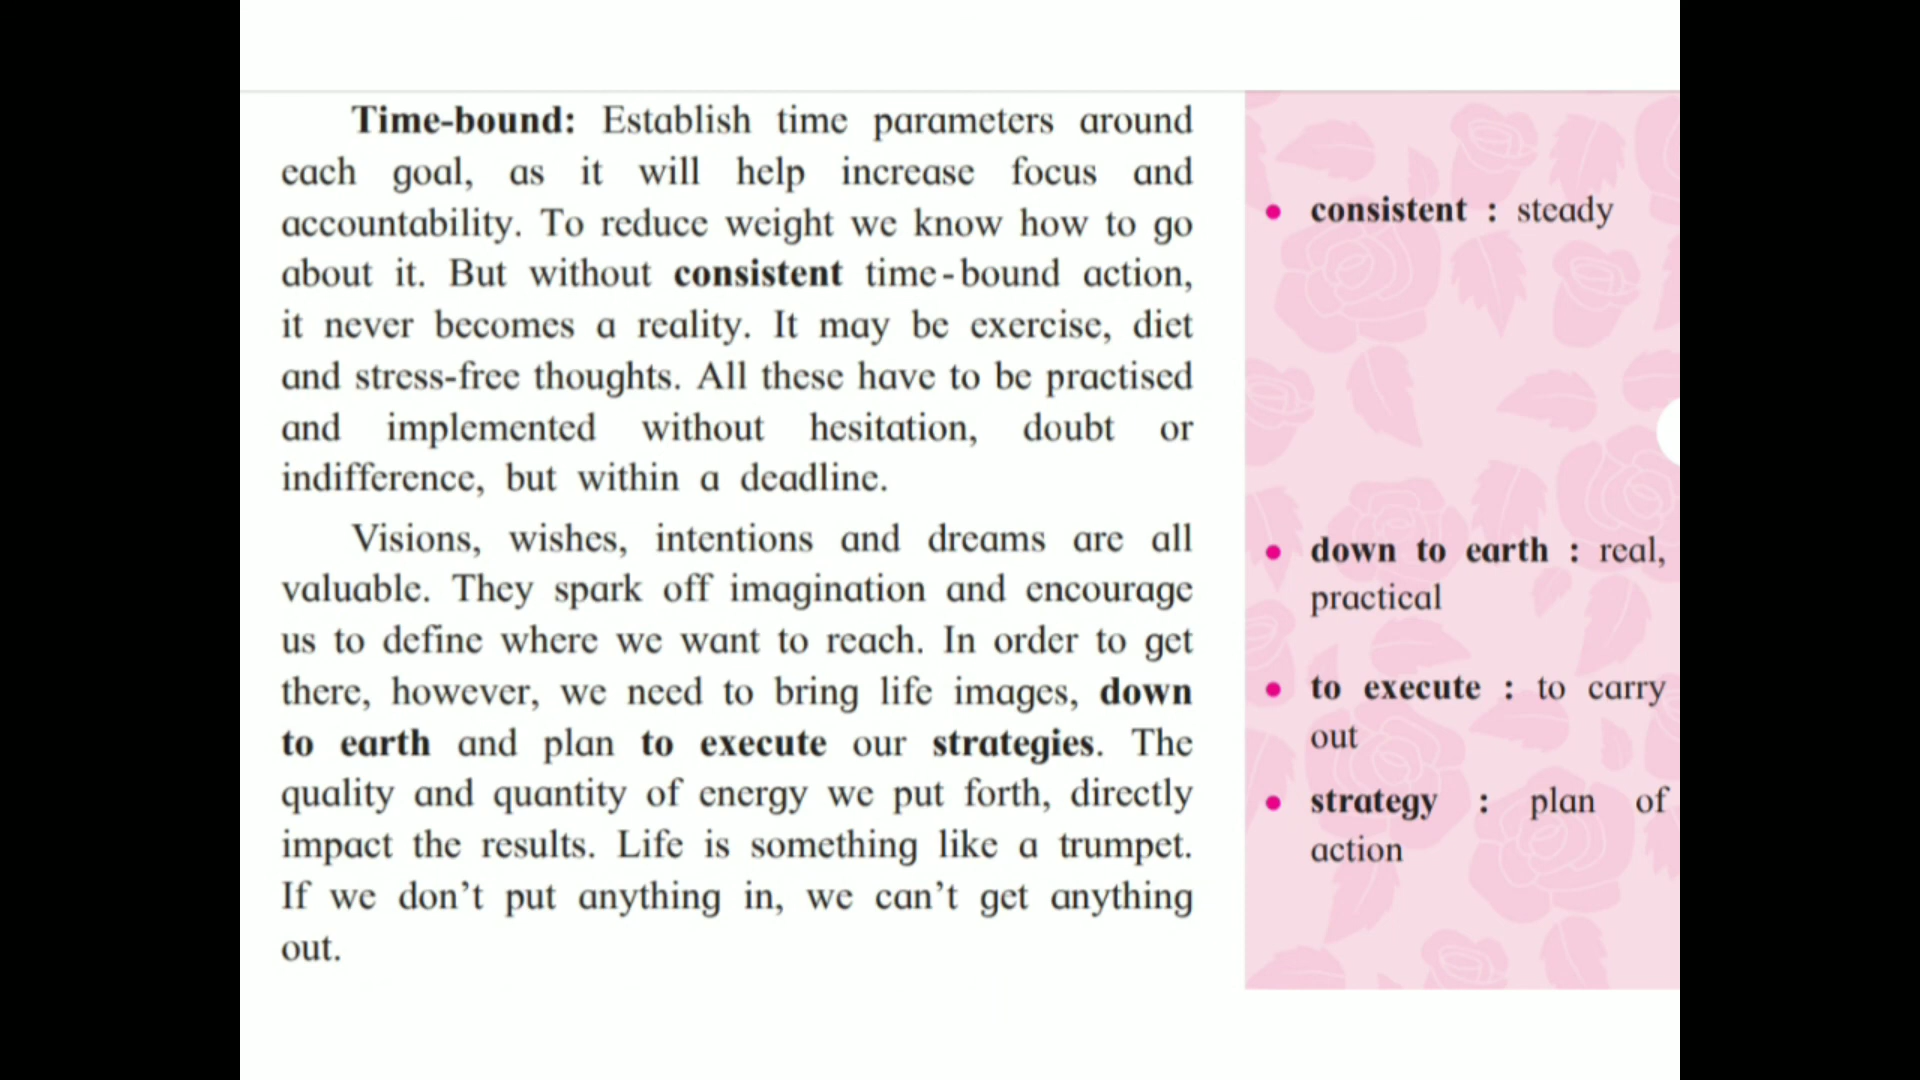 Time-bound: Establish time parameters around
each goal, as it will help increase focus and
accountability. To reduce weight we know how to go
about it. But without consistent time-bound action,
it never becomes a reality. It may be exercise, diet
and stress-free thoughts. All these have to be practised
and implemented without hesitation, doubt or
indifference, but within a deadline.
Visions, wishes, intentions and dreams are all
valuable. They spark off imagination and encourage
us to define where we want to reach. In order to get
there, however, we need to bring life images, down
to earth and plan to execute our strategies. The
quality and quantity of energy we put forth, directly
impact the results. Life is something like a trumpet.
If we don't put anything in, we can't get anything
out.
• consistent : steady
• down to earth : real,
practical
• to execute : to carry
out
• strategy : plan of
action